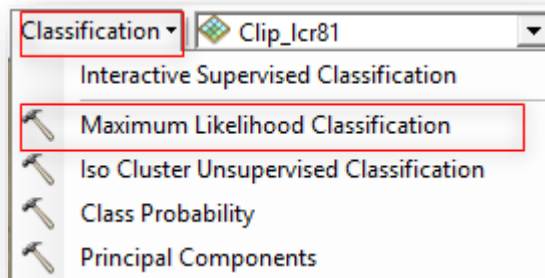 Classification Clip_lcr81
Interactive Supervised Classification
Maximum Likelihood Classification
Iso Cluster Unsupervised Classification
Class Probability
Principal Components